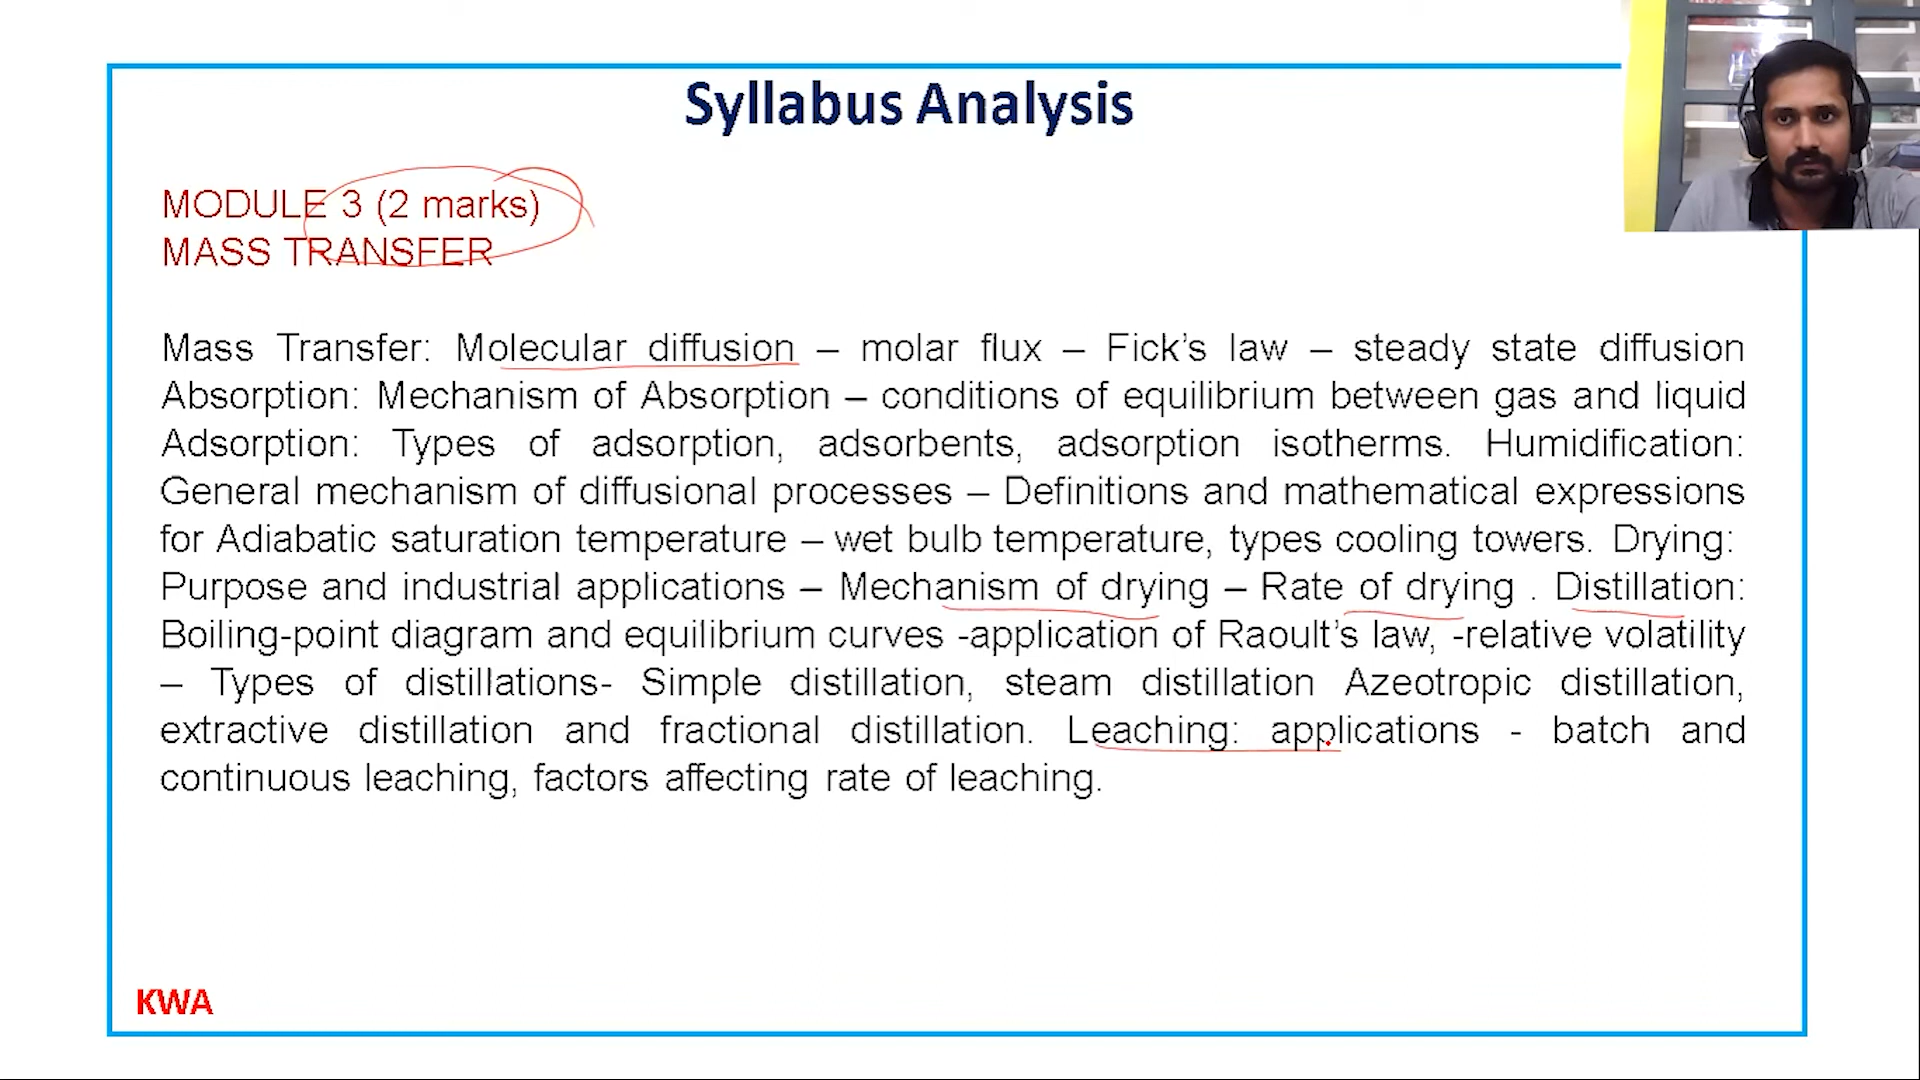 Syllabus Analysis
MODULE 3 (2 marks)
MASS TRANSFER
Mass Transfer: Molecular diffusion – molar flux – Fick’s law – steady state diffusion
Absorption: Mechanism of Absorption – conditions of equilibrium between gas and liquid
Adsorption: Types of adsorption, adsorbents, adsorption isotherms. Humidification:
General mechanism of diffusional processes – Definitions and mathematical expressions
for Adiabatic saturation temperature – wet bulb temperature, types cooling towers. Drying:
Purpose and industrial applications – Mechanism of drying – Rate of drying . Distillation:
Boiling-point diagram and equilibrium curves -application of Raoult’s law, -relative volatility
– Types of distillations- Simple distillation, steam distillation Azeotropic distillation,
extractive distillation and fractional distillation. Leaching: applications - batch and
continuous leaching, factors affecting rate of leaching.
KWA